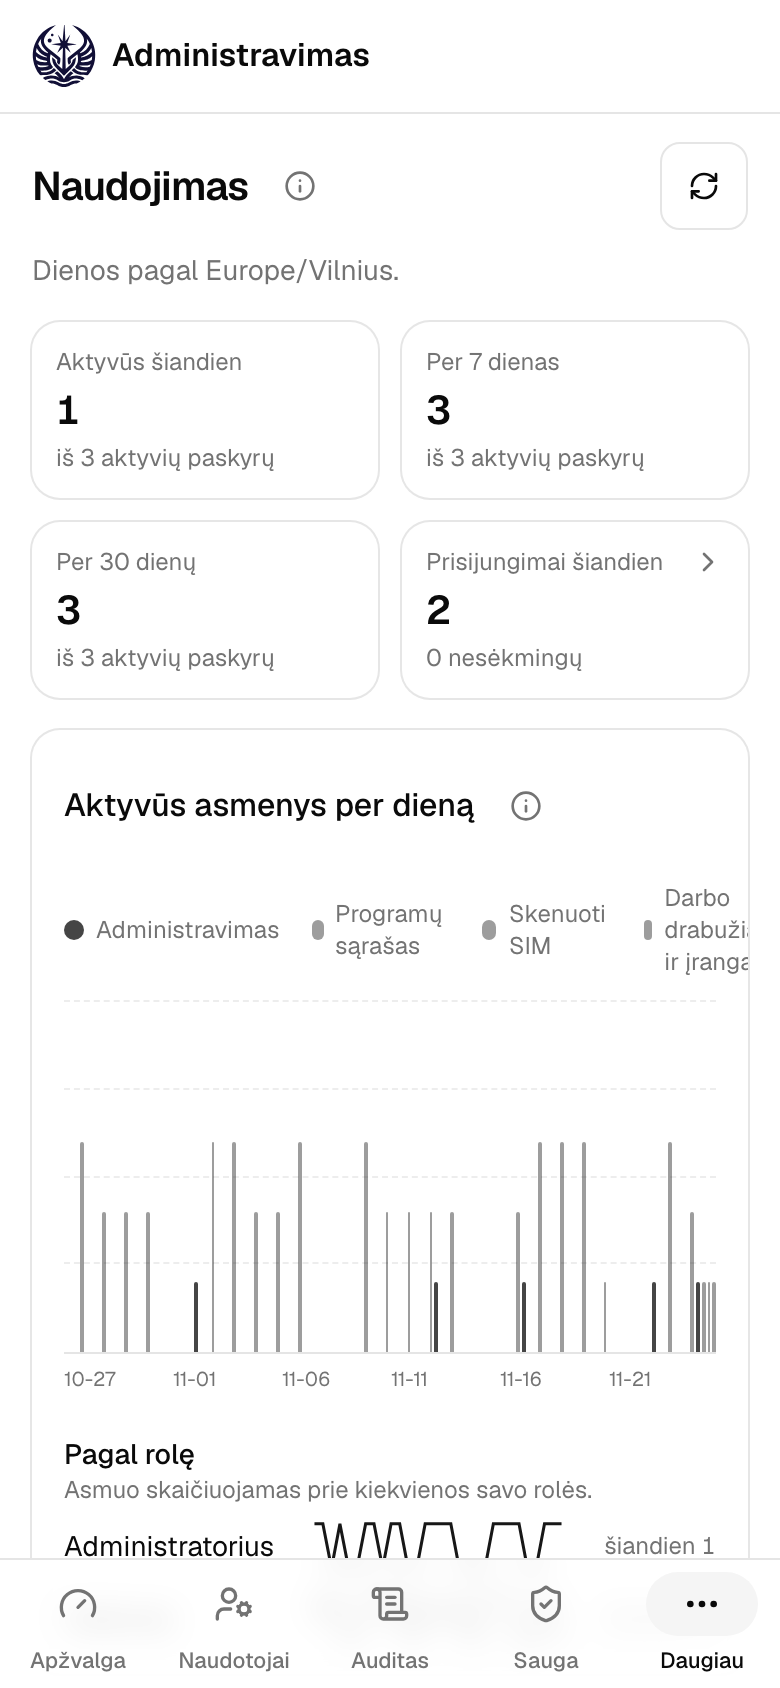 Administravimas
Naudojimas
Dienos pagal Europe/Vilnius.
Aktyvūs šiandien
1
iš 3 aktyvių paskyrų
Per 7 dienas
3
iš 3 aktyvių paskyrų
Per 30 dienų
3
iš 3 aktyvių paskyrų
Prisijungimai šiandien
2
0 nesėkmingų
Aktyvūs asmenys per dieną
Administravimas
Programų
sąrašas
Skenuoti
SIM
Darbo
drabuži
ir įranga
10-27 11-01 11-06 11-11 11-16 11-21
Pagal rolę
Asmuo skaičiuojamas prie kiekvienos savo rolės.
Administratorius šiandien 1
Apžvalga Naudotojai Auditas Sauga Daugiau